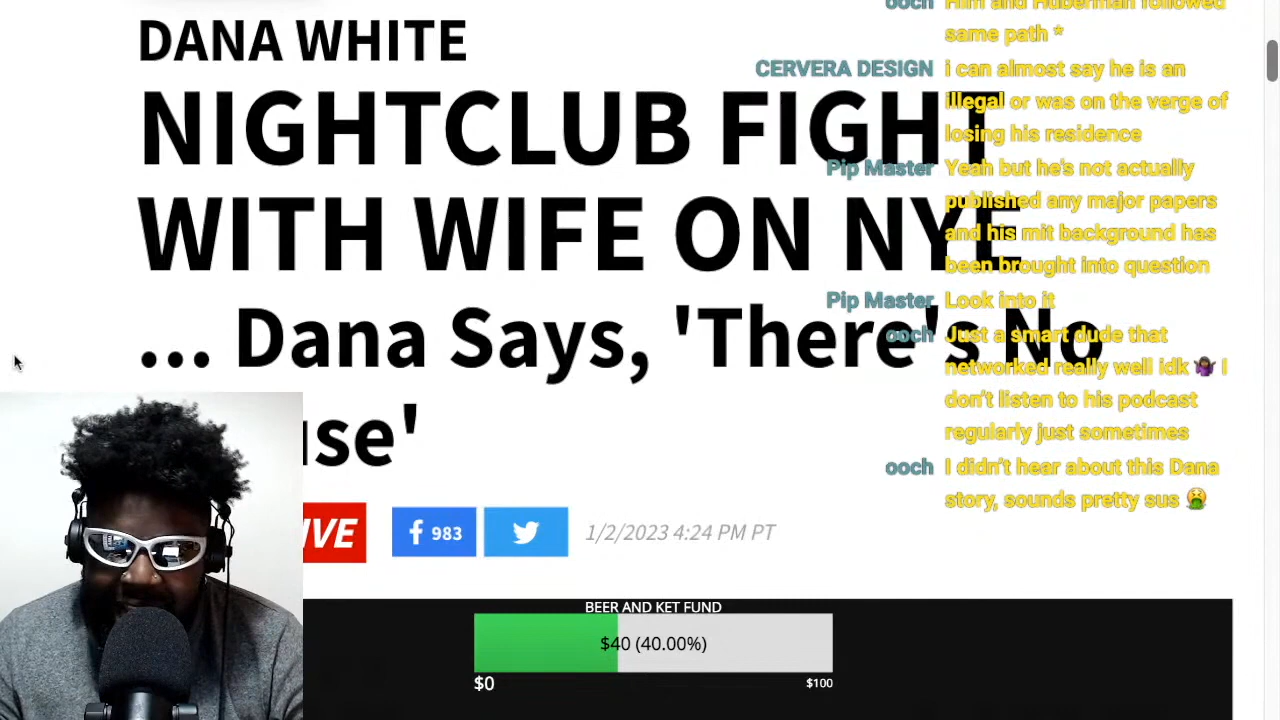 DANA WHITE
NIGHTCLUB FIGHT
WITH WIFE ON NYE
... Dana Says, 'There's No
use'
IVE
983
1/2/2023 4:24 PM PT
BEER AND KET FUND
$40 (40.00%)
$0
$100
ooch Him and Huberman followed
same path *
CERVERA DESIGN i can almost say he is an
illegal or was on the verge of
losing his residence
Pip Master Yeah but he's not actually
published any major papers
and his mit background has
been brought into question
Pip Master Look into it
ooch Just a smart dude that
networked really well idk 🤷🏾‍♀️ I
don't listen to his podcast
regularly just sometimes
ooch I didn't hear about this Dana
story, sounds pretty sus 🤮